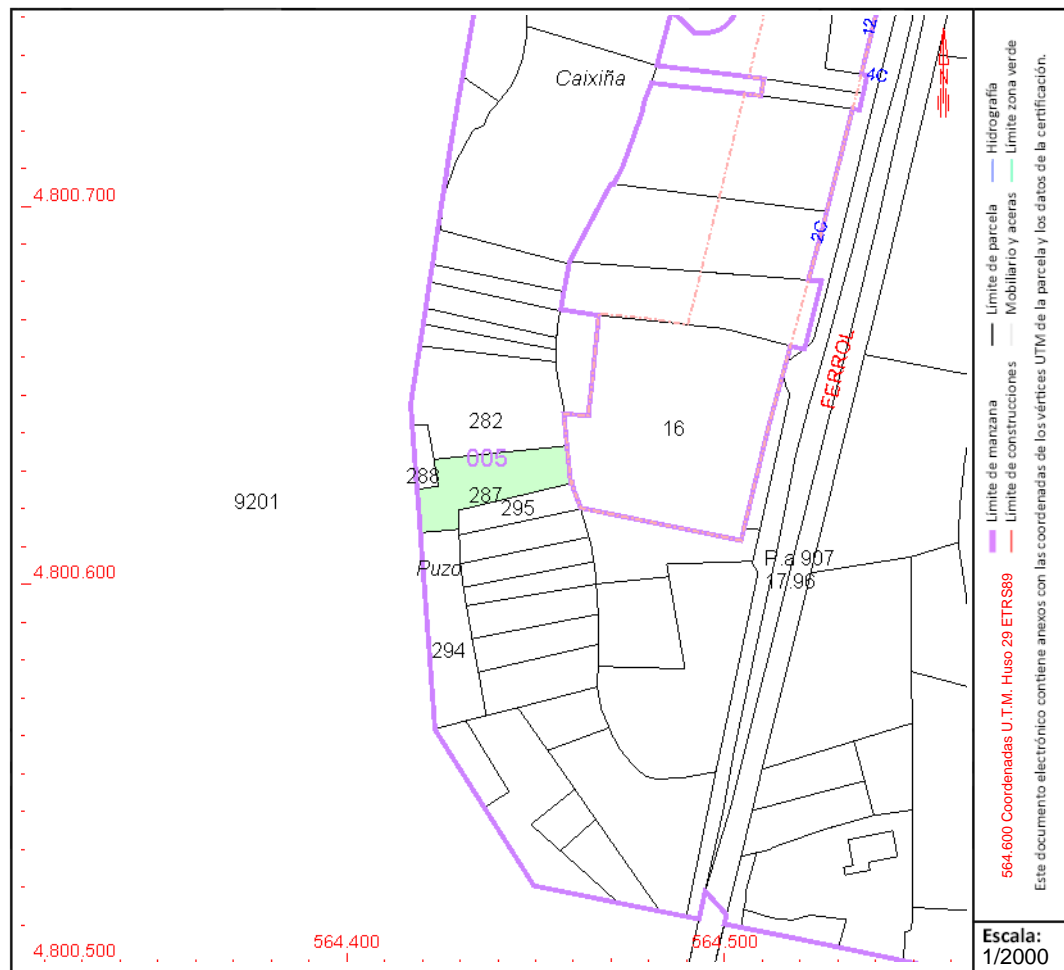 Caixiña
12
4C
4.800.700
2C
FERROL
282
16
005
288
287
295
9201
Puzo
P.a 907
17.96
4.800.600
294
4.800.500
564.400
564.500
Límite de manzana
Límite de parcela
Hidrografía
Límite de construcciones
Mobiliario y aceras
Límite zona verde
564.600 Coordenadas U.T.M. Huso 29 ETRS89
Este documento electrónico contiene anexos con las coordenadas de los vértices UTM de la parcela y los datos de la certificación.
Escala:
1/2000